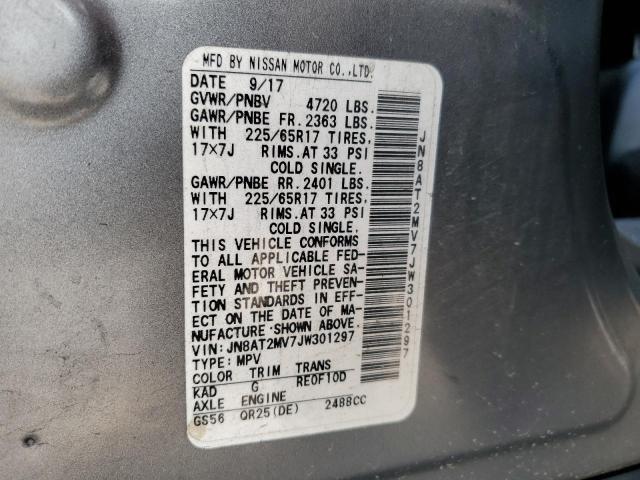 MFD BY NISSAN MOTOR CO.,LTD.
DATE 9/17
GVWR/PNBV 4720 LBS.
GAWR/PNBE FR. 2363 LBS.
WITH 225/65R17 TIRES,
17×7J RIMS.AT 33 PSI
COLD SINGLE.
GAWR/PNBE RR. 2401 LBS.
WITH 225/65R17 TIRES,
17×7J RIMS.AT 33 PSI
COLD SINGLE.
THIS VEHICLE CONFORMS
TO ALL APPLICABLE FED-
ERAL MOTOR VEHICLE SA-
FETY AND THEFT PREVEN-
TION STANDARDS IN EFF-
ECT ON THE DATE OF MA-
NUFACTURE SHOWN ABOVE.
VIN: JN8AT2MV7JW301297
TYPE: MPV
COLOR TRIM TRANS
KAD G RE0F10D
AXLE ENGINE
GS56 QR25(DE) 2488CC
JN8AT2MV7JW301297